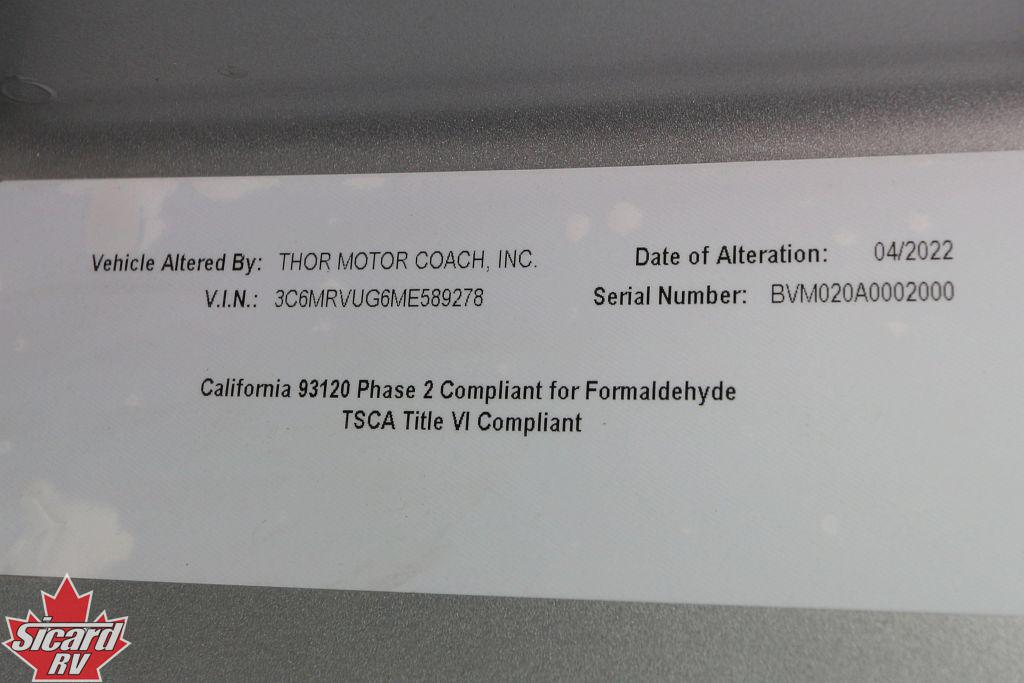 Vehicle Altered By: THOR MOTOR COACH, INC. Date of Alteration: 04/2022
V.I.N.: 3C6MRVUG6ME589278 Serial Number: BVM020A0002000
California 93120 Phase 2 Compliant for Formaldehyde
TSCA Title VI Compliant
Sicard
RV